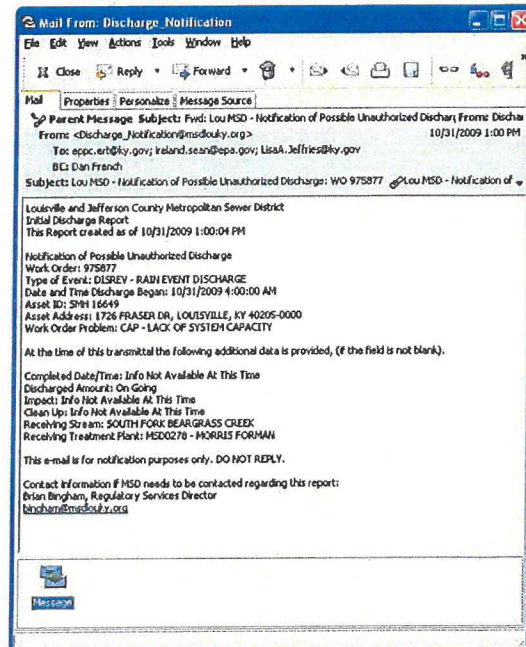 Mail From: Discharge_Notification
File Edit View Actions Tools Window Help
Close Reply Forward
Mail Properties Personalize Message Source
Parent Message Subject: Fwd: Lou MSD - Notification of Possible Unauthorized Dischar From: Dischar
From: <Discharge_Notification@msdlouky.org> 10/31/2009 1:00 PM
To: eppc.ert@ky.gov; ireland.sean@epa.gov; LisaA.Jeffries@ky.gov
BC: Dan French
Subject: Lou MSD - Notification of Possible Unauthorized Discharge: WO 975877 Lou MSD - Notification of
Louisville and Jefferson County Metropolitan Sewer District
Initial Discharge Report
This Report created as of 10/31/2009 1:00:04 PM
Notification of Possible Unauthorized Discharge
Work Order: 975877
Type of Event: DISREV - RAIN EVENT DISCHARGE
Date and Time Discharge Began: 10/31/2009 4:00:00 AM
Asset ID: SMH 16649
Asset Address: 1726 FRASER DR, LOUISVILLE, KY 40205-0000
Work Order Problem: CAP - LACK OF SYSTEM CAPACITY
At the time of this transmittal the following additional data is provided, (if the field is not blank).
Completed Date/Time: Info Not Available At This Time
Discharged Amount: On Going
Impact: Info Not Available At This Time
Clean Up: Info Not Available At This Time
Receiving Stream: SOUTH FORK BEARGRASS CREEK
Receiving Treatment Plant: MSD0278 - MORRIS FORMAN
This e-mail is for notification purposes only. DO NOT REPLY.
Contact information if MSD needs to be contacted regarding this report:
Brian Bingham, Regulatory Services Director
bingham@msdlouky.org
Message